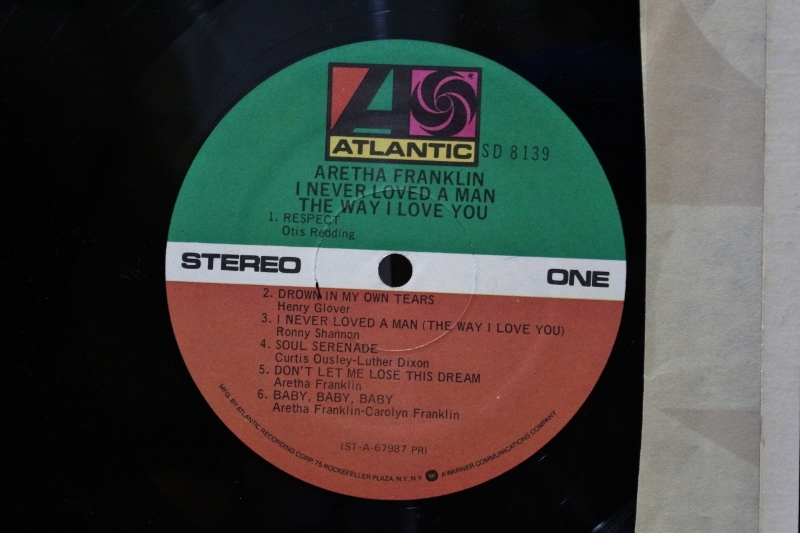 ATLANTIC
SD 8139
ARETHA FRANKLIN
I NEVER LOVED A MAN
THE WAY I LOVE YOU
1. RESPECT
Otis Redding
STEREO
ONE
2. DROWN IN MY OWN TEARS
Henry Glover
3. I NEVER LOVED A MAN (THE WAY I LOVE YOU)
Ronny Shannon
4. SOUL SERENADE
Curtis Ousley-Luther Dixon
5. DON'T LET ME LOSE THIS DREAM
Aretha Franklin
6. BABY, BABY, BABY
Aretha Franklin-Carolyn Franklin
(ST-A-67987 PR)
MFG. BY ATLANTIC RECORDING CORP. 75 ROCKEFELLER PLAZA, N.Y., N.Y. W A WARNER COMMUNICATIONS COMPANY